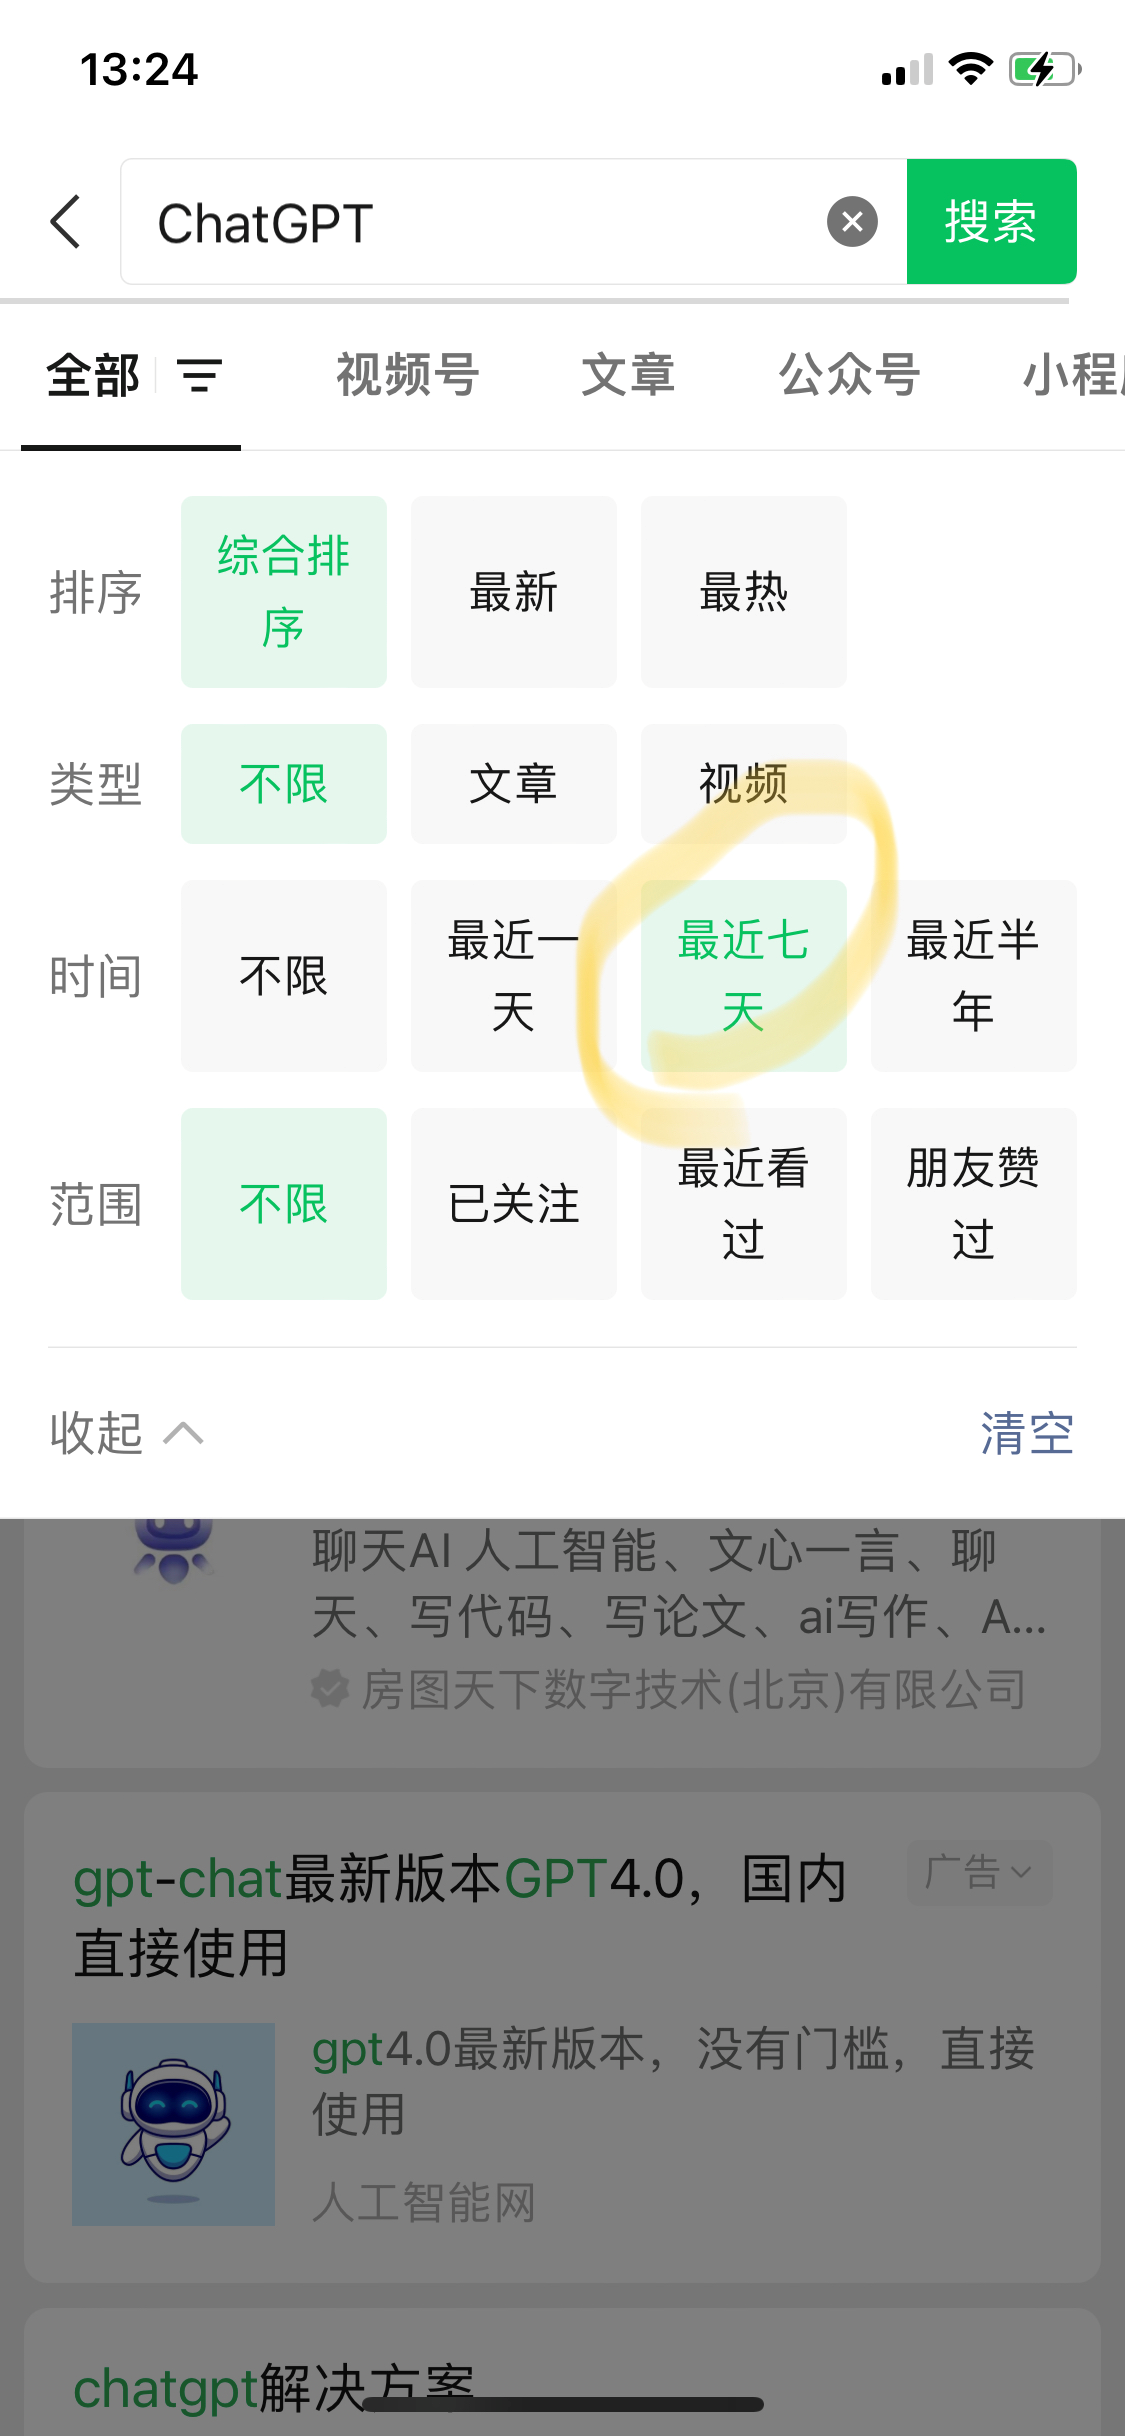 13:24
ChatGPT
搜索
全部
视频号
文章
公众号
小程
排序
综合排
序
最新
最热
类型
不限
文章
视频
时间
不限
最近一
天
最近七
天
最近半
年
范围
不限
已关注
最近看
过
朋友赞
过
收起
清空
聊天AI 人工智能、文心一言、聊
天、写代码、写论文、ai写作、A...
房图天下数字技术(北京)有限公司
gpt-chat最新版本GPT4.0，国内
直接使用
广告
gpt4.0最新版本，没有门槛，直接
使用
人工智能网
chatgpt解决方案